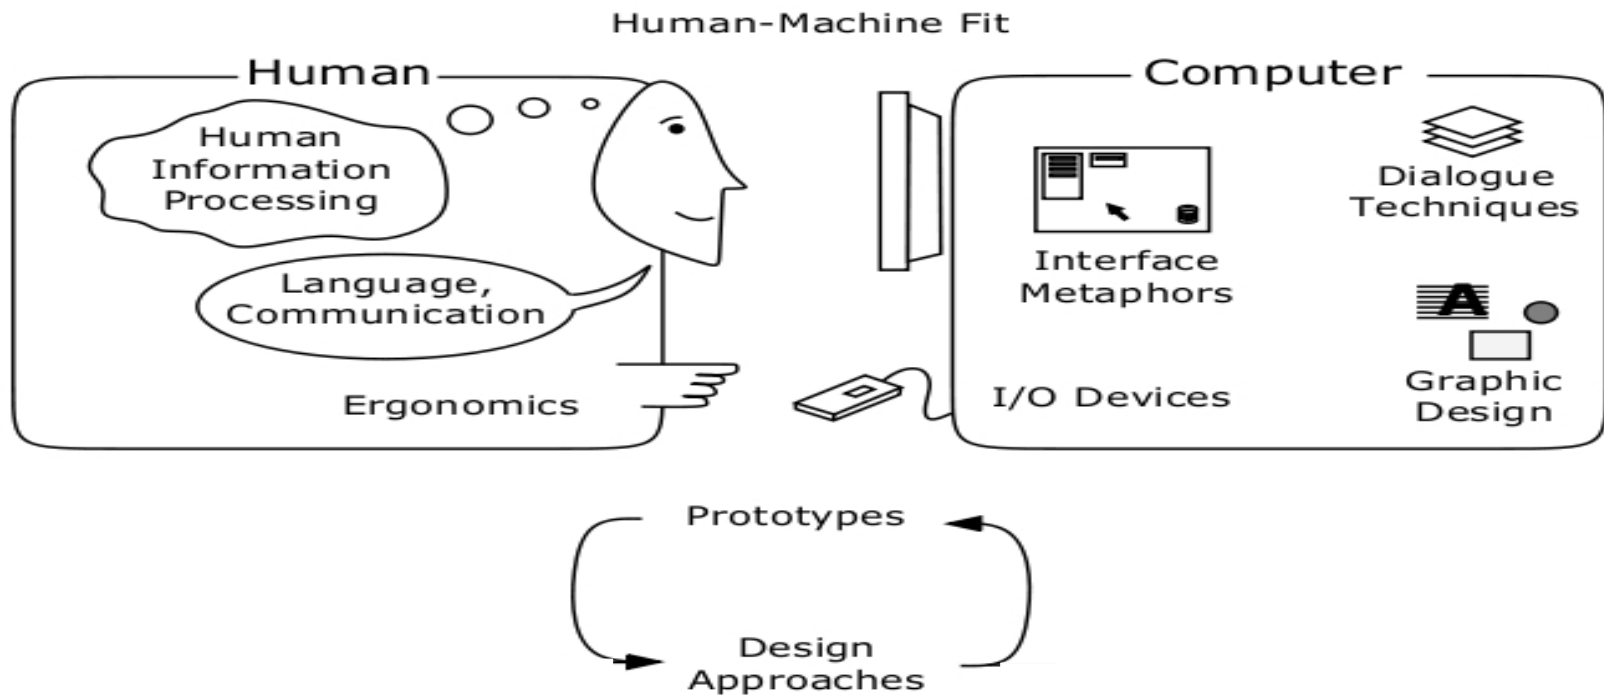 Human-Machine Fit
Human
Human
Information
Processing
Language,
Communication
Ergonomics
Computer
Interface
Metaphors
I/O Devices
Dialogue
Techniques
A
Graphic
Design
Prototypes
Design
Approaches